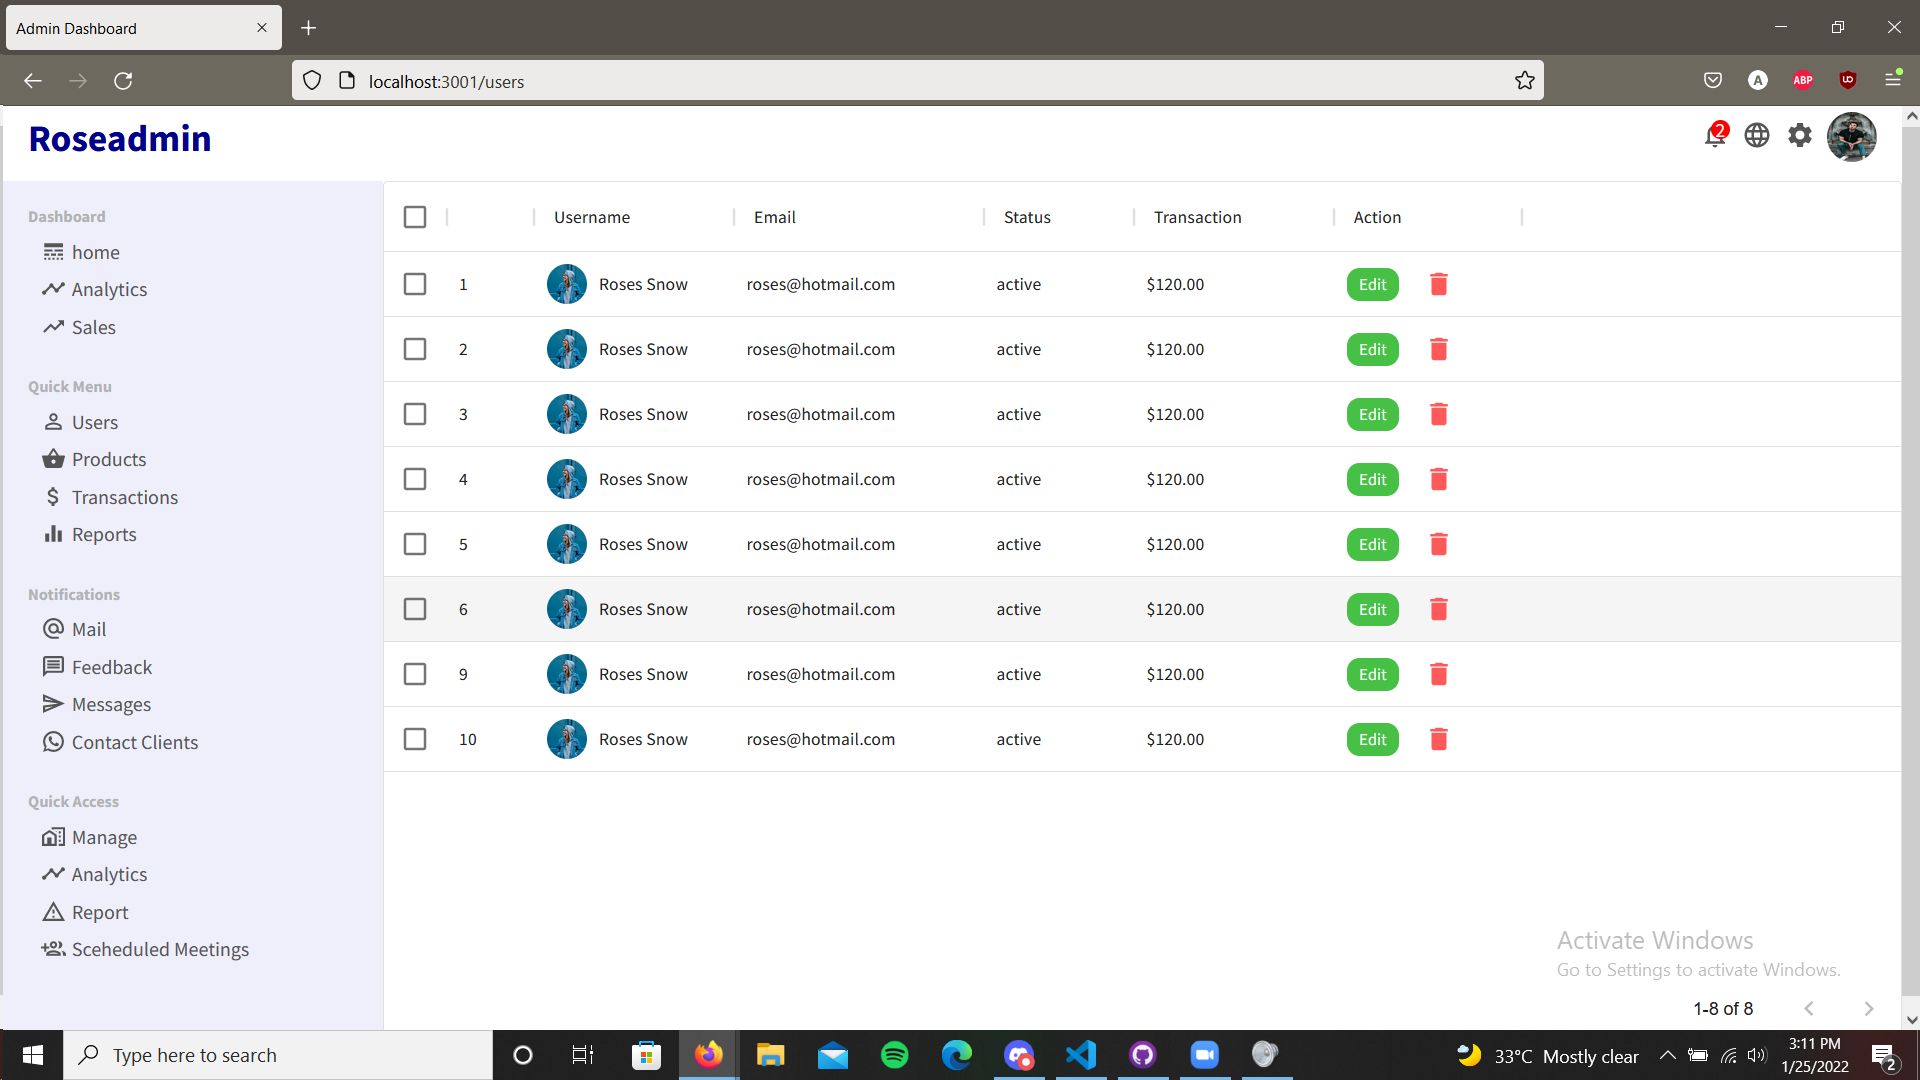 Admin Dashboard
localhost:3001/users
A
ABP
Roseadmin
2
Dashboard
home
Analytics
Sales
Quick Menu
Users
Products
Transactions
Reports
Notifications
Mail
Feedback
Messages
Contact Clients
Quick Access
Manage
Analytics
Report
Sceheduled Meetings
Username Email Status Transaction Action
1 Roses Snow roses@hotmail.com active $120.00 Edit
2 Roses Snow roses@hotmail.com active $120.00 Edit
3 Roses Snow roses@hotmail.com active $120.00 Edit
4 Roses Snow roses@hotmail.com active $120.00 Edit
5 Roses Snow roses@hotmail.com active $120.00 Edit
6 Roses Snow roses@hotmail.com active $120.00 Edit
9 Roses Snow roses@hotmail.com active $120.00 Edit
10 Roses Snow roses@hotmail.com active $120.00 Edit
Activate Windows
Go to Settings to activate Windows.
1-8 of 8
Type here to search
33°C Mostly clear
3:11 PM
1/25/2022
2